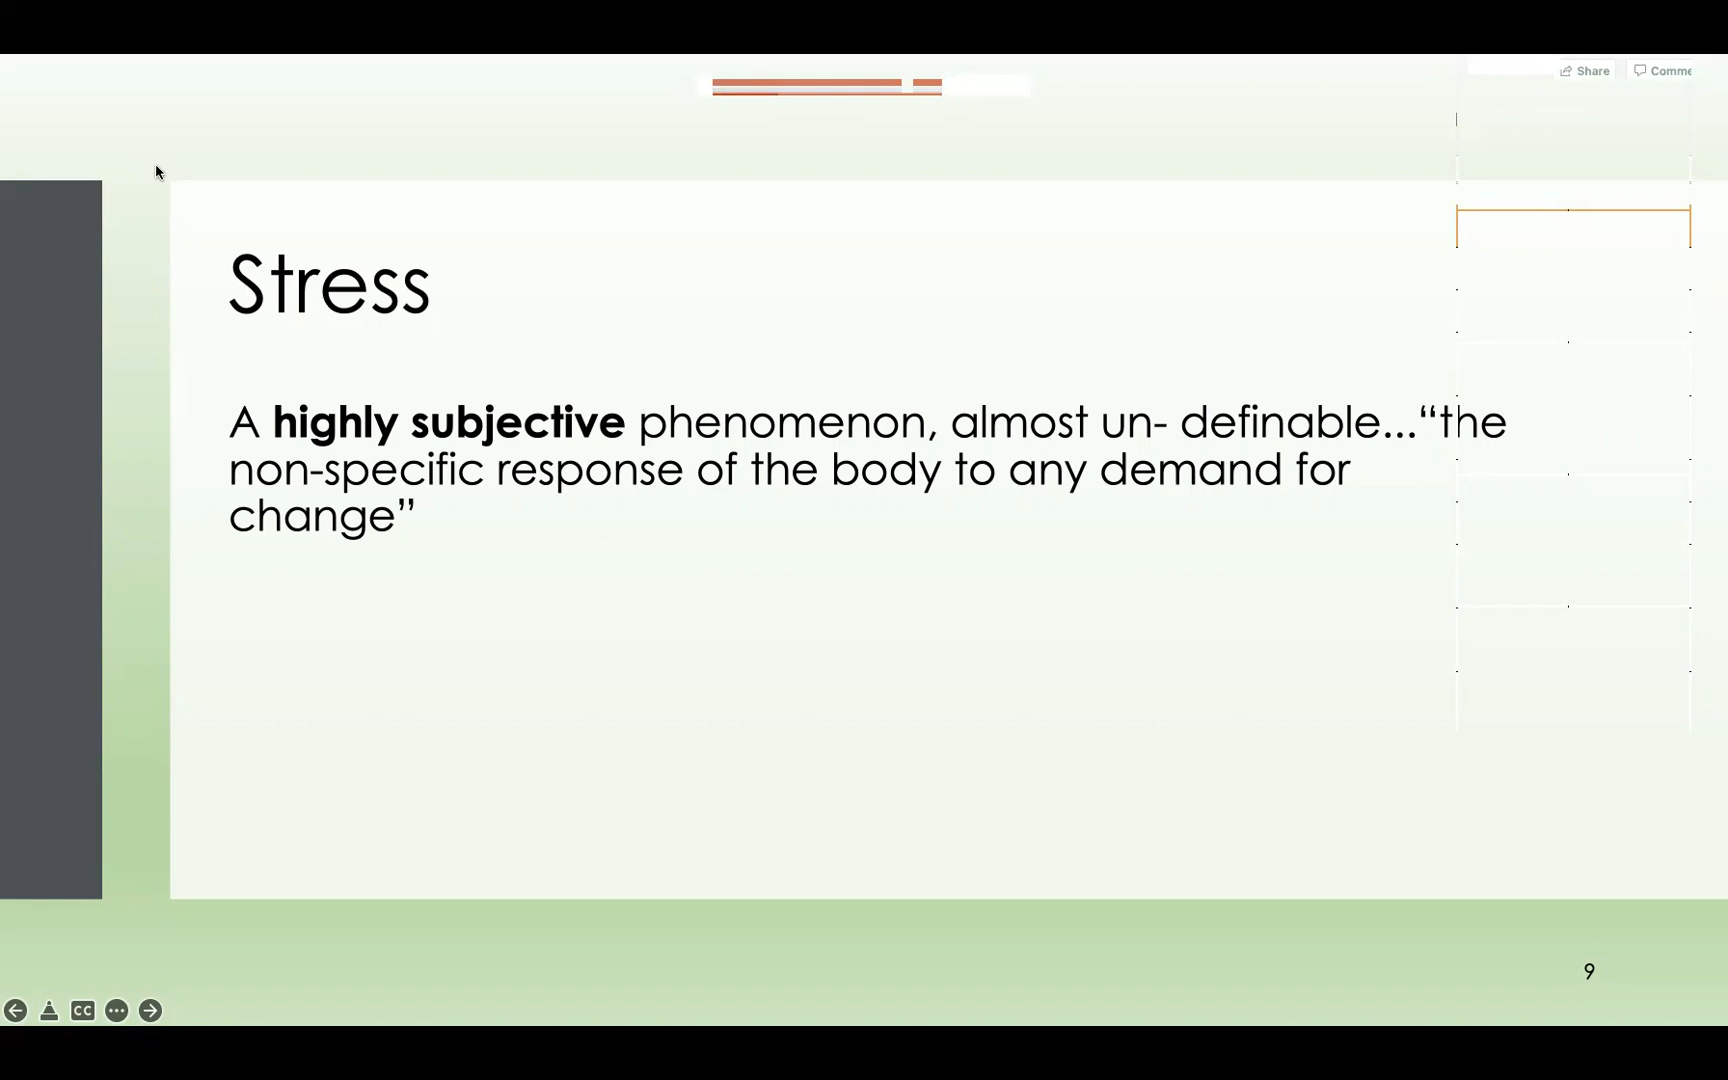 Share
Comme
Stress
A highly subjective phenomenon, almost un- definable...“the
non-specific response of the body to any demand for
change”
9
CC